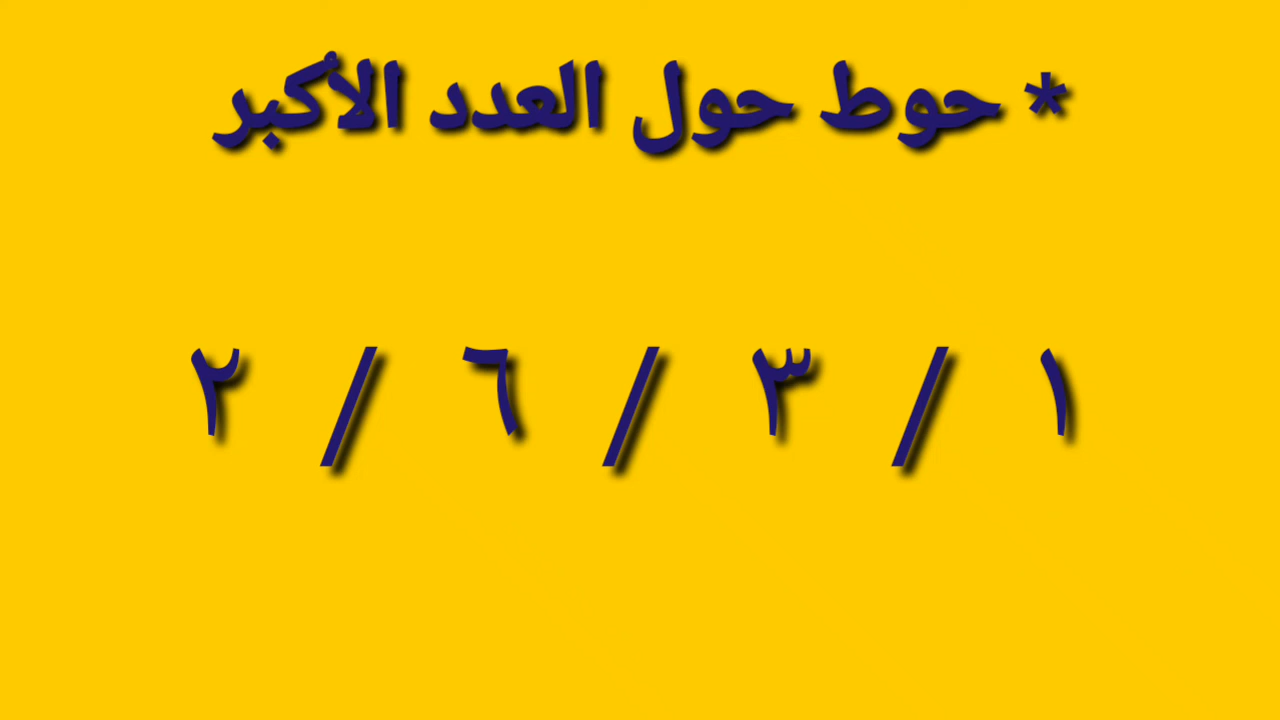 * حوط حول العدد الأكبر
١ / ٣ / ٦ / ٢